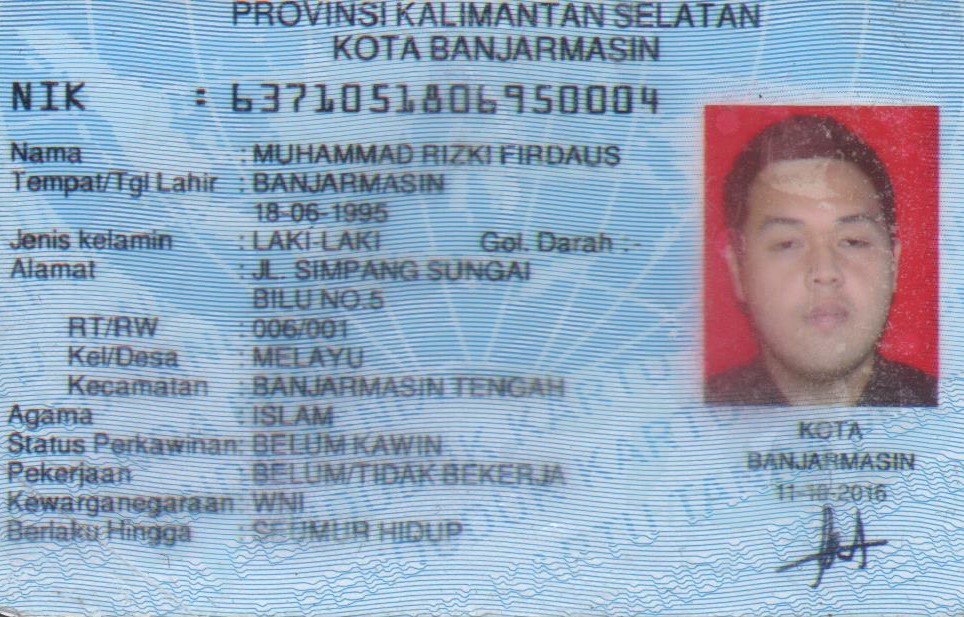 PROVINSI KALIMANTAN SELATAN
KOTA BANJARMASIN
NIK : 6371051806950004
Nama : MUHAMMAD RIZKI FIRDAUS
Tempat/Tgl Lahir : BANJARMASIN
18-06-1995
Jenis kelamin : LAKI-LAKI Gol. Darah :-
Alamat : JL. SIMPANG SUNGAI
BILU NO.5
RT/RW : 006/001
Kel/Desa : MELAYU
Kecamatan : BANJARMASIN TENGAH
Agama : ISLAM
Status Perkawinan: BELUM KAWIN
Pekerjaan : BELUM/TIDAK BEKERJA
Kewarganegaraan: WNI
Berlaku Hingga : SEUMUR HIDUP
KOTA
BANJARMASIN